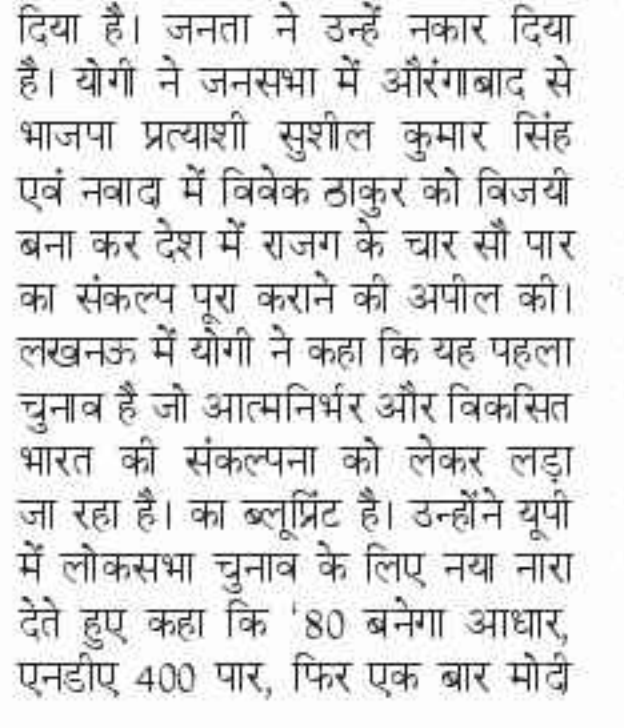 दिया है। जनता ने उन्हें नकार दिया
है। योगी ने जनसभा में औरंगाबाद से
भाजपा प्रत्याशी सुशील कुमार सिंह
एवं नवादा में विवेक ठाकुर को विजयी
बना कर देश में राजग के चार सौ पार
का संकल्प पूरा कराने की अपील की।
लखनऊ में योगी ने कहा कि यह पहला
चुनाव है जो आत्मनिर्भर और विकसित
भारत की संकल्पना को लेकर लड़ा
जा रहा है। का ब्लूप्रिंट है। उन्होंने यूपी
में लोकसभा चुनाव के लिए नया नारा
देते हुए कहा कि '80 बनेगा आधार,
एनडीए 400 पार, फिर एक बार मोदी